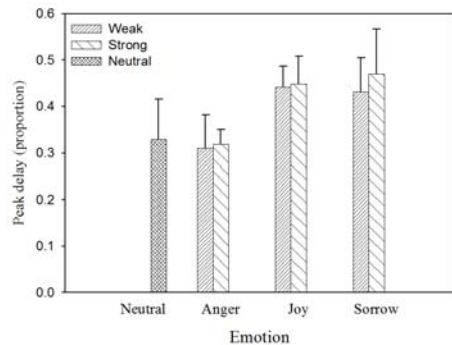 0.6
Weak
Strong
Neutral
0.5
0.4
0.3
0.2
0.1
0.0
Peak delay (proportion)
Neutral Anger Joy Sorrow
Emotion